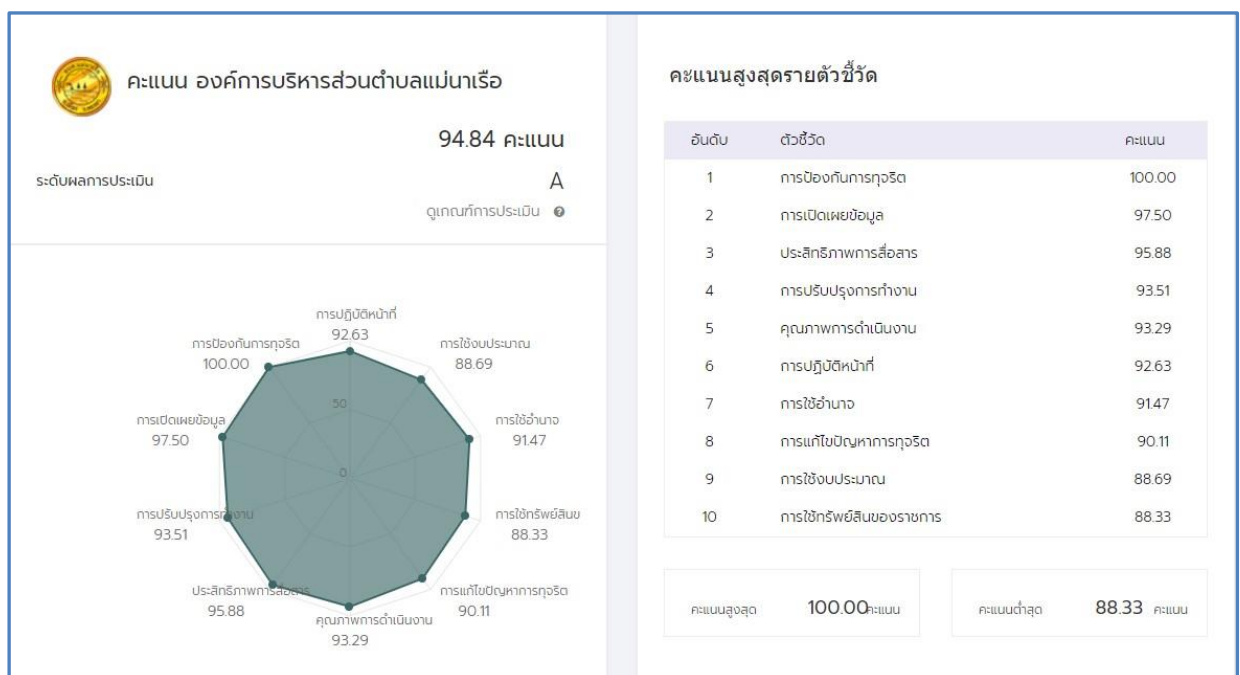 คะแนน องค์การบริหารส่วนตำบลแม่นาเรือ
94.84 คะแนน
ระดับผลการประเมิน A
ดูเกณฑ์การประเมิน
การปฏิบัติหน้าที่
92.63
การใช้งบประมาณ
88.69
การใช้อำนาจ
91.47
การใช้ทรัพย์สินข
88.33
การแก้ไขปัญหาการทุจริต
90.11
คุณภาพการดำเนินงาน
93.29
ประสิทธิภาพการสื่อสาร
95.88
การปรับปรุงการทำงาน
93.51
การเปิดเผยข้อมูล
97.50
การป้องกันการทุจริต
100.00
50
0
คะแนนสูงสุดรายตัวชี้วัด
อันดับ ตัวชี้วัด คะแนน
1 การป้องกันการทุจริต 100.00
2 การเปิดเผยข้อมูล 97.50
3 ประสิทธิภาพการสื่อสาร 95.88
4 การปรับปรุงการทำงาน 93.51
5 คุณภาพการดำเนินงาน 93.29
6 การปฏิบัติหน้าที่ 92.63
7 การใช้อำนาจ 91.47
8 การแก้ไขปัญหาการทุจริต 90.11
9 การใช้งบประมาณ 88.69
10 การใช้ทรัพย์สินของราชการ 88.33
คะแนนสูงสุด 100.00คะแนน
คะแนนต่ำสุด 88.33 คะแนน